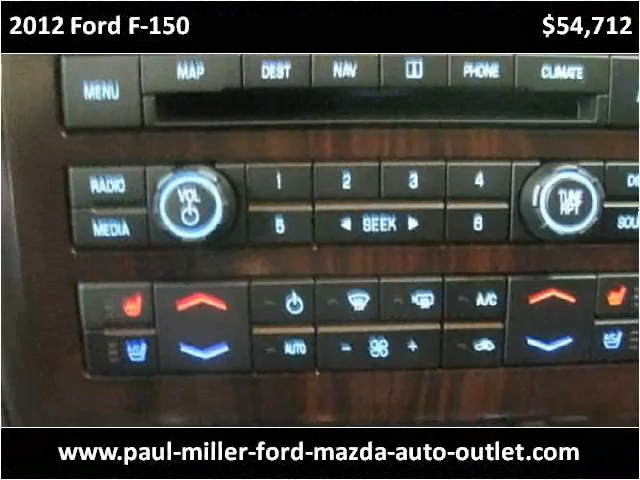 2012 Ford F-150 $54,712
MAP DEST NAV PHONE CLIMATE
MENU
RADIO VOL 1 2 3 4 TUNE RPT
MEDIA 5 SEEK 6 SOU
A/C
AUTO - +
www.paul-miller-ford-mazda-auto-outlet.com